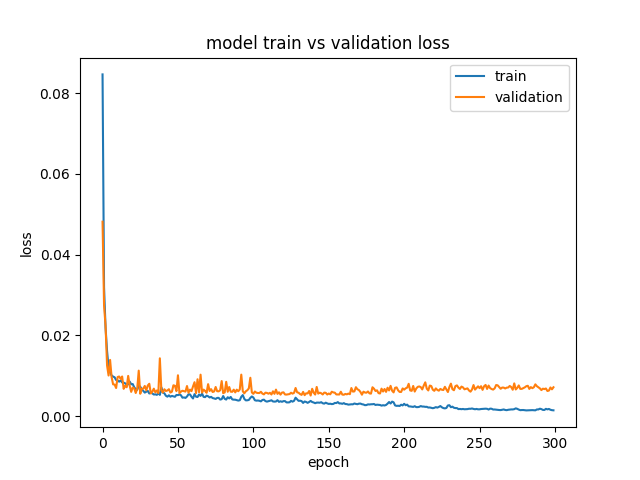 model train vs validation loss
train
validation
0.08
0.06
0.04
0.02
0.00
loss
0 50 100 150 200 250 300
epoch